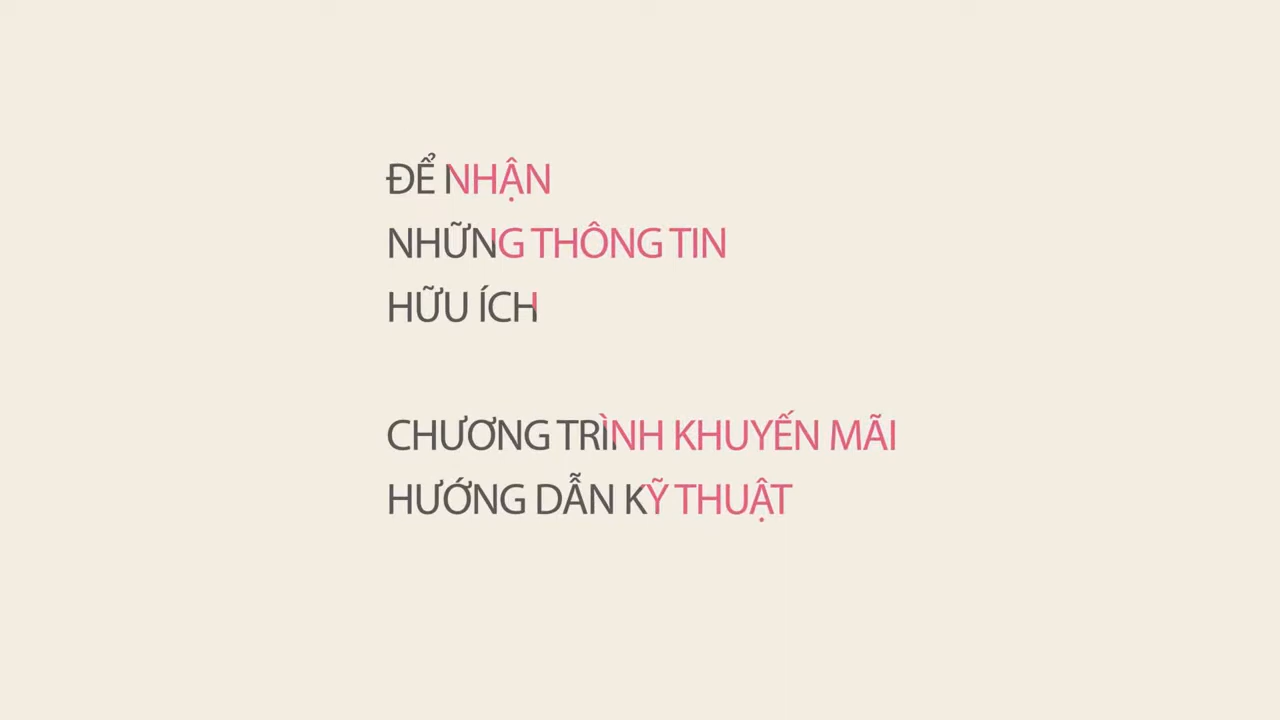 ĐỂ NHẬN
NHỮNG THÔNG TIN
HỮU ÍCH
CHƯƠNG TRÌNH KHUYẾN MÃI
HƯỚNG DẪN KỸ THUẬT